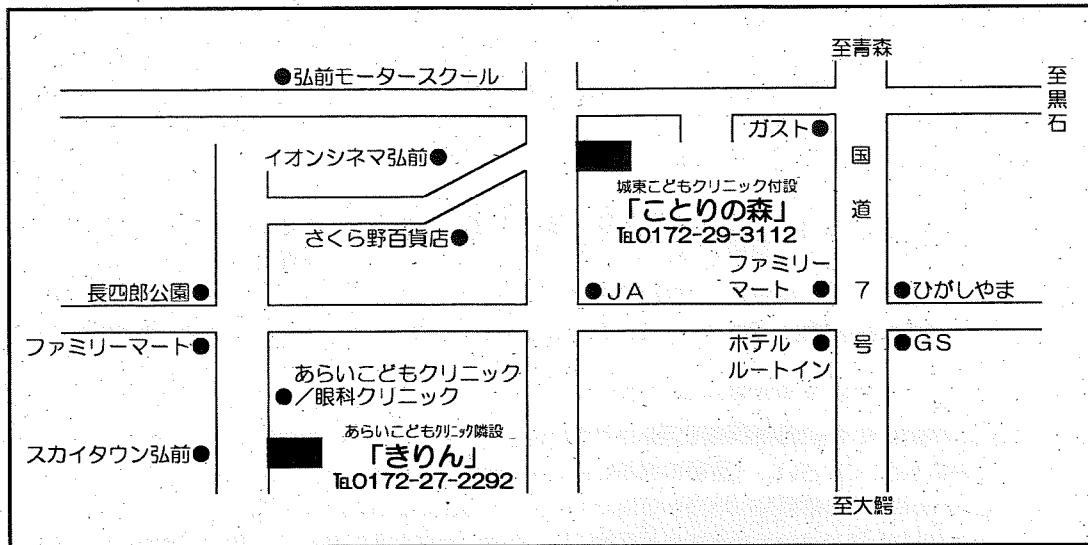 至青森
●弘前モータースクール
至黒石
ガスト●
イオンシネマ弘前●
城東こどもクリニック付設
「ことりの森」
℡0172-29-3112
さくら野百貨店●
ファミリー
マート●
長四郎公園●
●JA
国道7号
●ひがしやま
ファミリーマート●
ホテル●
ルートイン
●GS
あらいこどもクリニック
●/眼科クリニック
スカイタウン弘前●
あらいこどもクリニック隣設
「きりん」
℡0172-27-2292
至大鰐